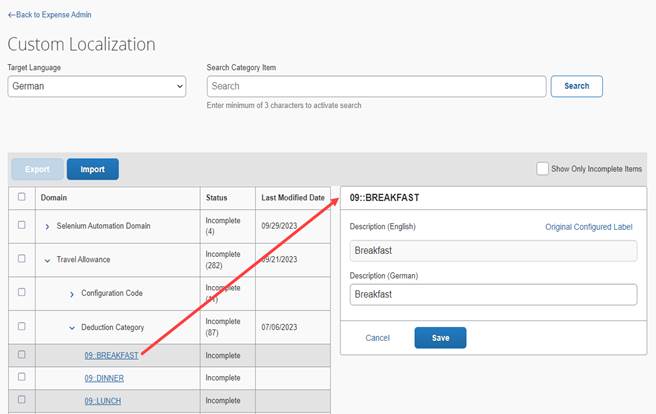 ←Back to Expense Admin
Custom Localization
Target Language
Search Category Item
German
Search
Search
Enter minimum of 3 characters to activate search
Export
Import
Show Only Incomplete Items
Domain
Status
Last Modified Date
09::BREAKFAST
Selenium Automation Domain
Incomplete
(4)
09/29/2023
Description (English)
Original Configured Label
Breakfast
Travel Allowance
Incomplete
(282)
09/21/2023
Description (German)
Breakfast
Configuration Code
Incomplete
Deduction Category
Incomplete
(87)
07/06/2023
Cancel
Save
09::BREAKFAST
Incomplete
09::DINNER
Incomplete
09::LUNCH
Incomplete